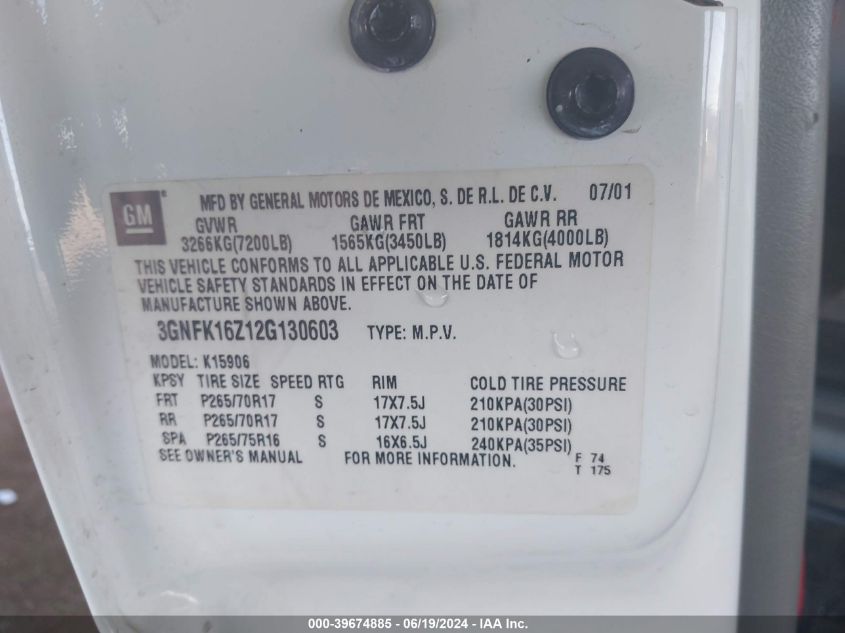 GM
MFD BY GENERAL MOTORS DE MEXICO, S. DE R.L. DE C.V. 07/01
GVWR GAWR FRT GAWR RR
3266KG(7200LB) 1565KG(3450LB) 1814KG(4000LB)
THIS VEHICLE CONFORMS TO ALL APPLICABLE U.S. FEDERAL MOTOR
VEHICLE SAFETY STANDARDS IN EFFECT ON THE DATE OF
MANUFACTURE SHOWN ABOVE.
3GNFK16Z12G130603 TYPE: M.P.V.
MODEL: K15906
KPSY TIRE SIZE SPEED RTG RIM COLD TIRE PRESSURE
FRT P265/70R17 S 17X7.5J 210KPA(30PSI)
RR P265/70R17 S 17X7.5J 210KPA(30PSI)
SPA P265/75R16 S 16X6.5J 240KPA(35PSI)
SEE OWNER'S MANUAL FOR MORE INFORMATION. F 74
T 175
000-39674885 - 06/19/2024 - IAA Inc.